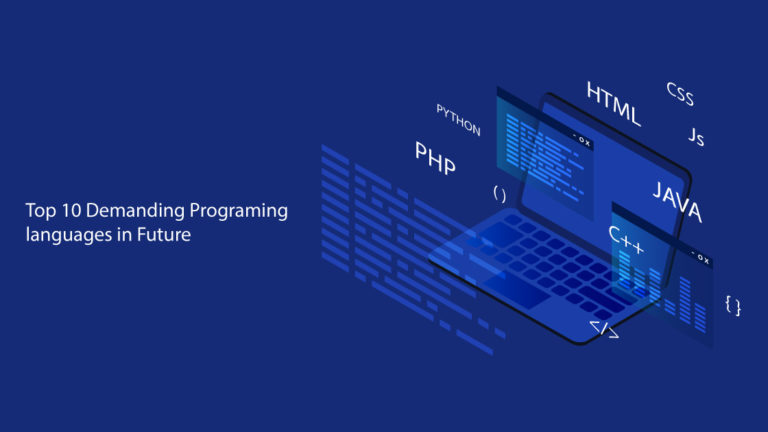 Top 10 Demanding Programing
languages in Future
PYTHON
PHP
HTML
CSS
Js
( )
JAVA
C++
{ }
</>